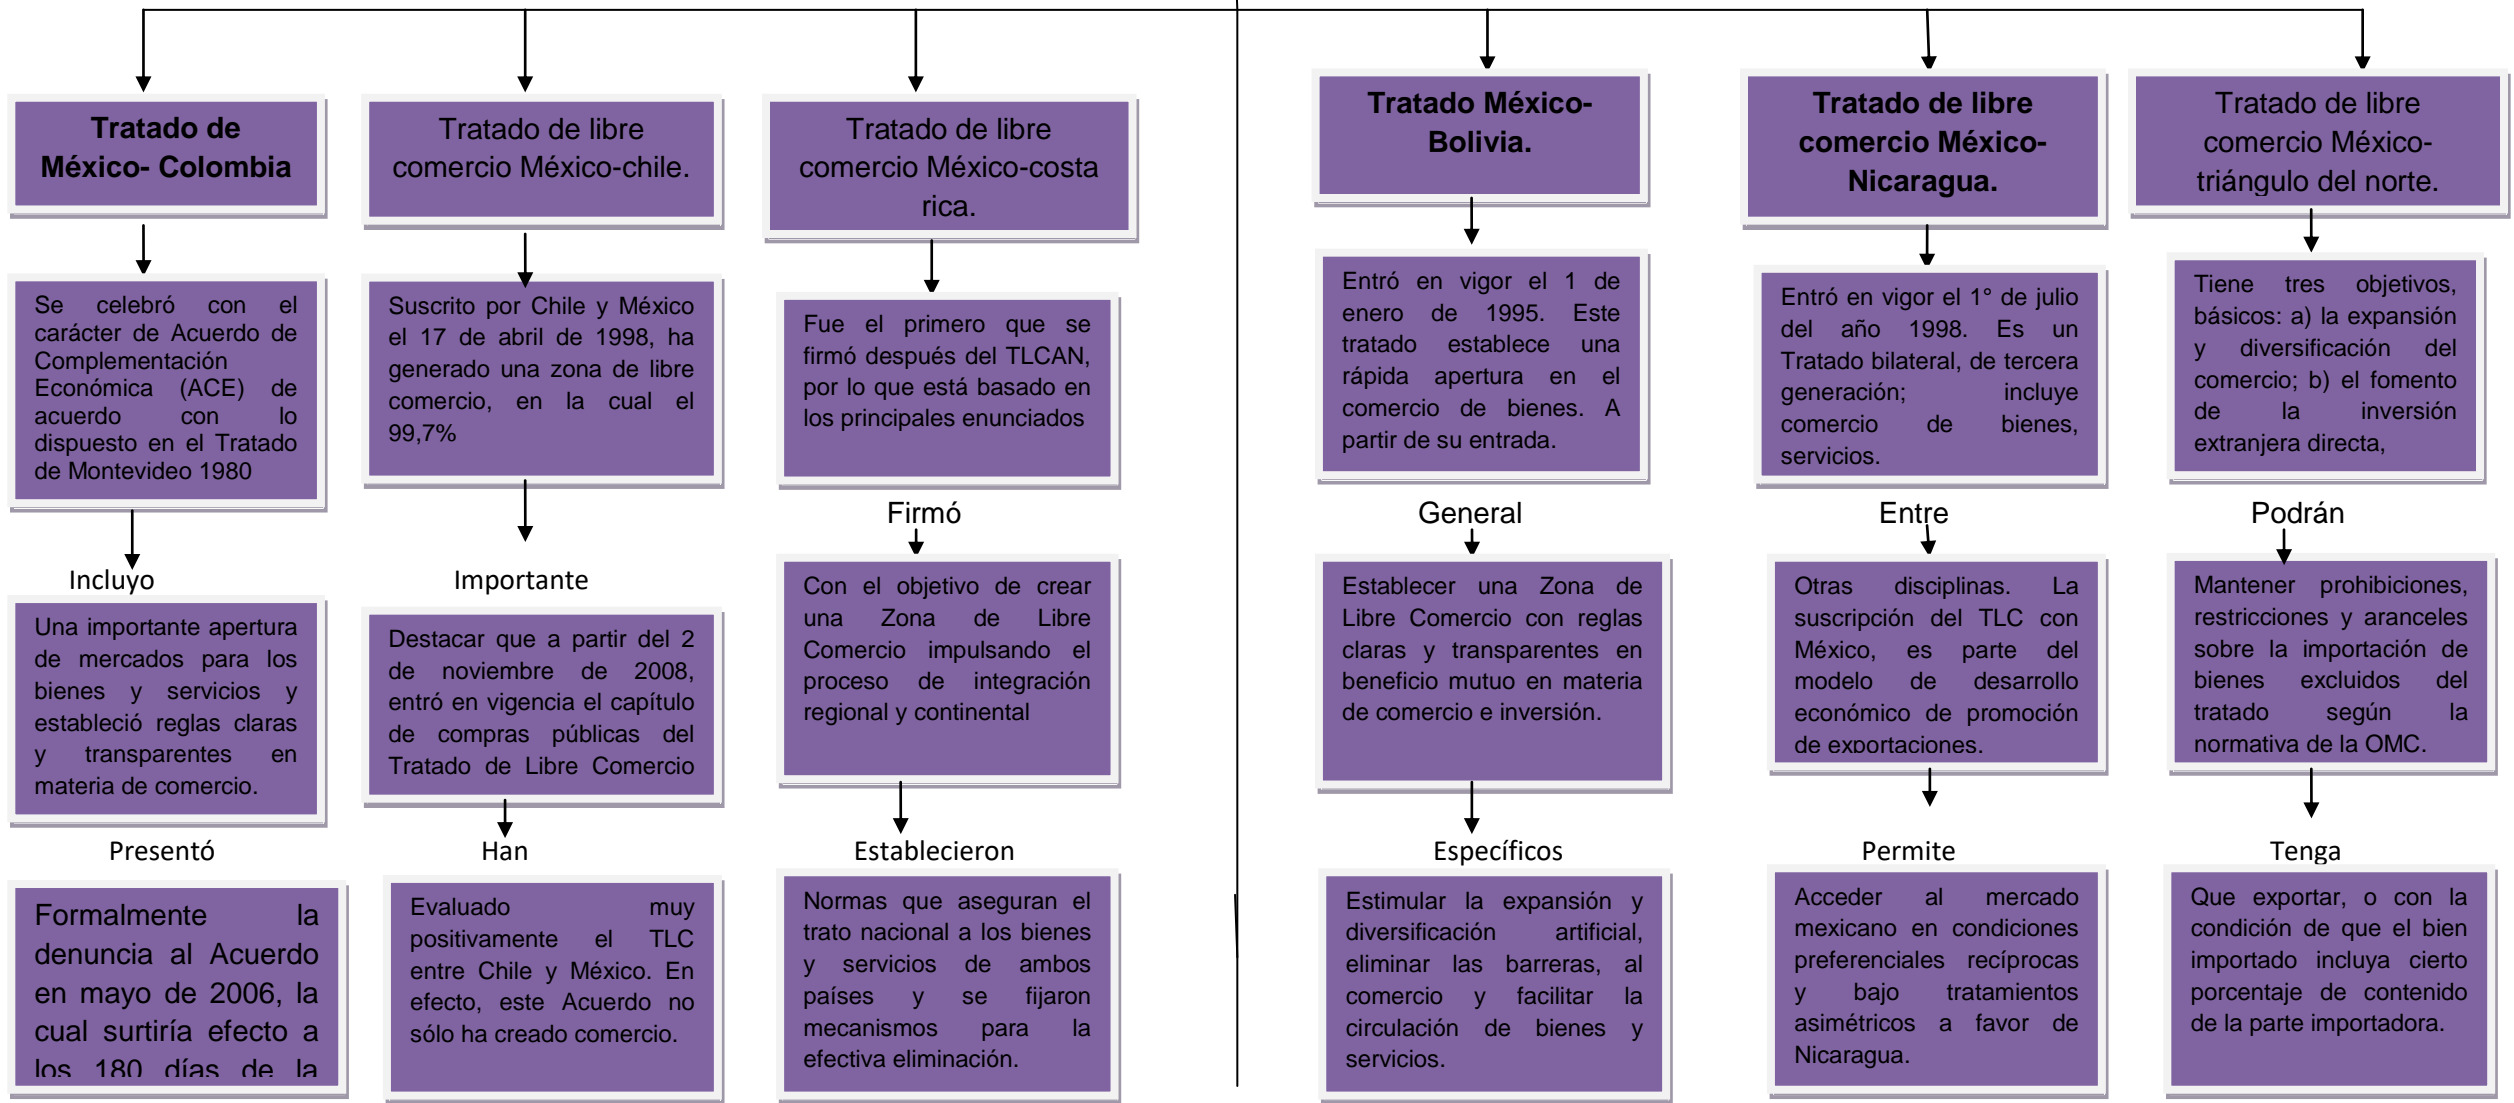 Tratado de
México- Colombia
Se celebró con el
carácter de Acuerdo de
Complementación
Económica (ACE) de
acuerdo con lo
dispuesto en el Tratado
de Montevideo 1980
Incluyo
Una importante apertura
de mercados para los
bienes y servicios y
estableció reglas claras
y transparentes en
materia de comercio.
Presentó
Formalmente la
denuncia al Acuerdo
en mayo de 2006, la
cual surtiría efecto a
los 180 días de la
Tratado de libre
comercio México-chile.
Suscrito por Chile y México
el 17 de abril de 1998, ha
generado una zona de libre
comercio, en la cual el
99,7%
Importante
Destacar que a partir del 2
de noviembre de 2008,
entró en vigencia el capítulo
de compras públicas del
Tratado de Libre Comercio
Han
Evaluado muy
positivamente el TLC
entre Chile y México. En
efecto, este Acuerdo no
sólo ha creado comercio.
Tratado de libre
comercio México-costa
rica.
Fue el primero que se
firmó después del TLCAN,
por lo que está basado en
los principales enunciados
Firmó
Con el objetivo de crear
una Zona de Libre
Comercio impulsando el
proceso de integración
regional y continental
Establecieron
Normas que aseguran el
trato nacional a los bienes
y servicios de ambos
países y se fijaron
mecanismos para la
efectiva eliminación.
Tratado México-
Bolivia.
Entró en vigor el 1 de
enero de 1995. Este
tratado establece una
rápida apertura en el
comercio de bienes. A
partir de su entrada.
General
Establecer una Zona de
Libre Comercio con reglas
claras y transparentes en
beneficio mutuo en materia
de comercio e inversión.
Específicos
Estimular la expansión y
diversificación artificial,
eliminar las barreras, al
comercio y facilitar la
circulación de bienes y
servicios.
Tratado de libre
comercio México-
Nicaragua.
Entró en vigor el 1° de julio
del año 1998. Es un
Tratado bilateral, de tercera
generación; incluye
comercio de bienes,
servicios.
Entre
Otras disciplinas. La
suscripción del TLC con
México, es parte del
modelo de desarrollo
económico de promoción
de exportaciones.
Permite
Acceder al mercado
mexicano en condiciones
preferenciales recíprocas
y bajo tratamientos
asimétricos a favor de
Nicaragua.
Tratado de libre
comercio México-
triángulo del norte.
Tiene tres objetivos,
básicos: a) la expansión
y diversificación del
comercio; b) el fomento
de la inversión
extranjera directa,
Podrán
Mantener prohibiciones,
restricciones y aranceles
sobre la importación de
bienes excluidos del
tratado según la
normativa de la OMC.
Tenga
Que exportar, o con la
condición de que el bien
importado incluya cierto
porcentaje de contenido
de la parte importadora.